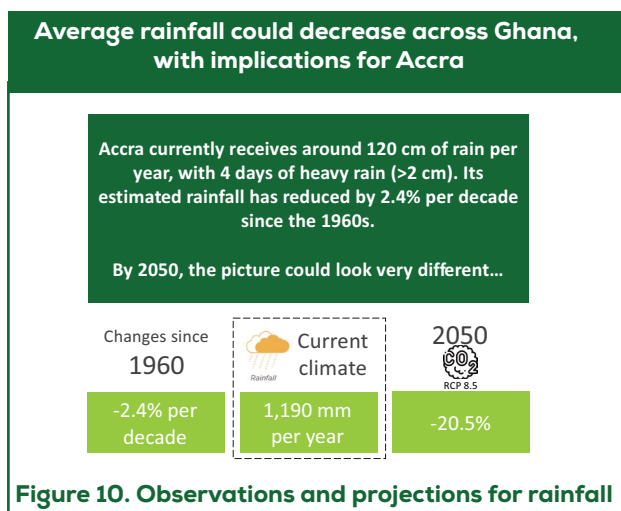 Average rainfall could decrease across Ghana,
with implications for Accra
Accra currently receives around 120 cm of rain per
year, with 4 days of heavy rain (>2 cm). Its
estimated rainfall has reduced by 2.4% per decade
since the 1960s.
By 2050, the picture could look very different…
Changes since
1960
-2.4% per
decade
Rainfall
Current
climate
1,190 mm
per year
2050
CO2
RCP 8.5
-20.5%
Figure 10. Observations and projections for rainfall